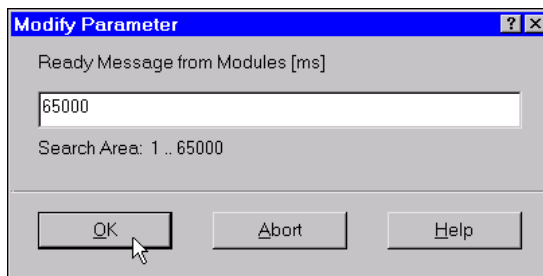 Modify Parameter
Ready Message from Modules [ms]
65000
Search Area: 1 .. 65000
OK Abort Help